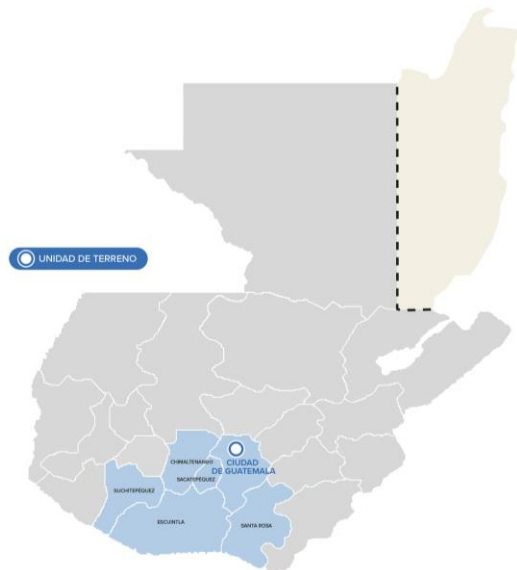 UNIDAD DE TERRENO
CHIMALTENANGO
CIUDAD
DE GUATEMALA
SACATEPÉQUEZ
SUCHITEPÉQUEZ
ESCUINTLA
SANTA ROSA